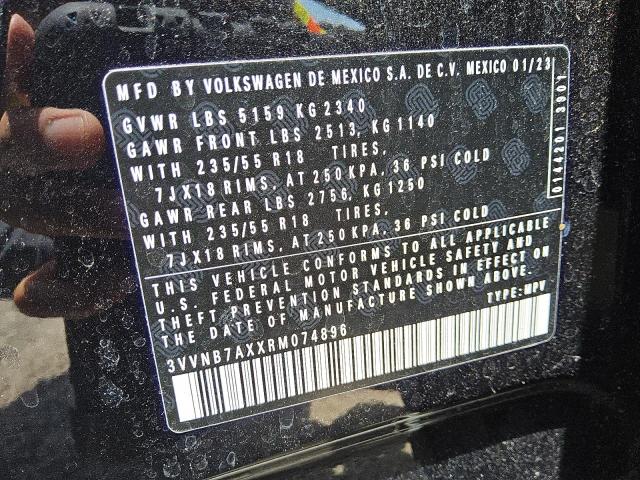 MFD BY VOLKSWAGEN DE MEXICO S.A. DE C.V. MEXICO 01/23
GVWR LBS 5159 KG 2340
GAWR FRONT LBS 2513, KG 1140
WITH 235/55 R18 TIRES,
7JX18 RIMS, AT 250 KPA, 36 PSI COLD
GAWR REAR LBS 2756, KG 1250
WITH 235/55 R18 TIRES,
7JX18 RIMS, AT 250 KPA, 36 PSI COLD
THIS VEHICLE CONFORMS TO ALL APPLICABLE
U.S. FEDERAL MOTOR VEHICLE SAFETY AND
THEFT PREVENTION STANDARDS IN EFFECT ON
THE DATE OF MANUFACTURE SHOWN ABOVE.
3VVNB7AXXRM074896 TYPE: MPV
0144201 3901